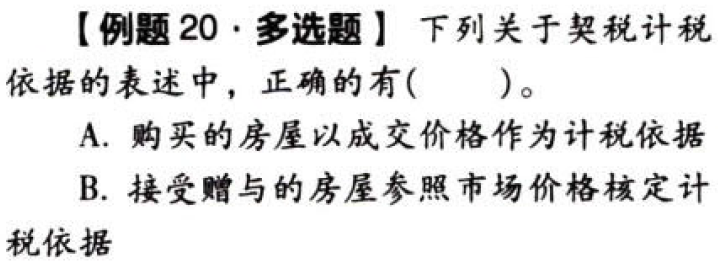 【例题 20·多选题】 下列关于契税计税
依据的表述中，正确的有(　　)。
A. 购买的房屋以成交价格作为计税依据
B. 接受赠与的房屋参照市场价格核定计
税依据